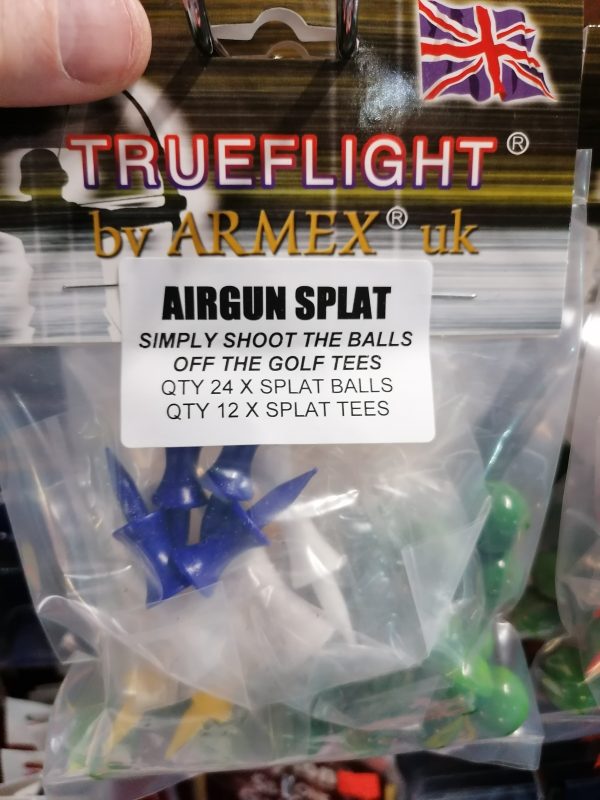 TRUEFLIGHT®
by ARMEX® uk
AIRGUN SPLAT
SIMPLY SHOOT THE BALLS
OFF THE GOLF TEES
QTY 24 X SPLAT BALLS
QTY 12 X SPLAT TEES